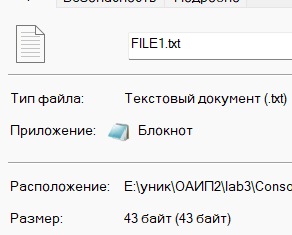 Безопасность Подробно
FILE1.txt
Тип файла: Текстовый документ (.txt)
Приложение: Блокнот
Расположение: E:\уник\ОАИП2\lab3\Conso
Размер: 43 байт (43 байт)